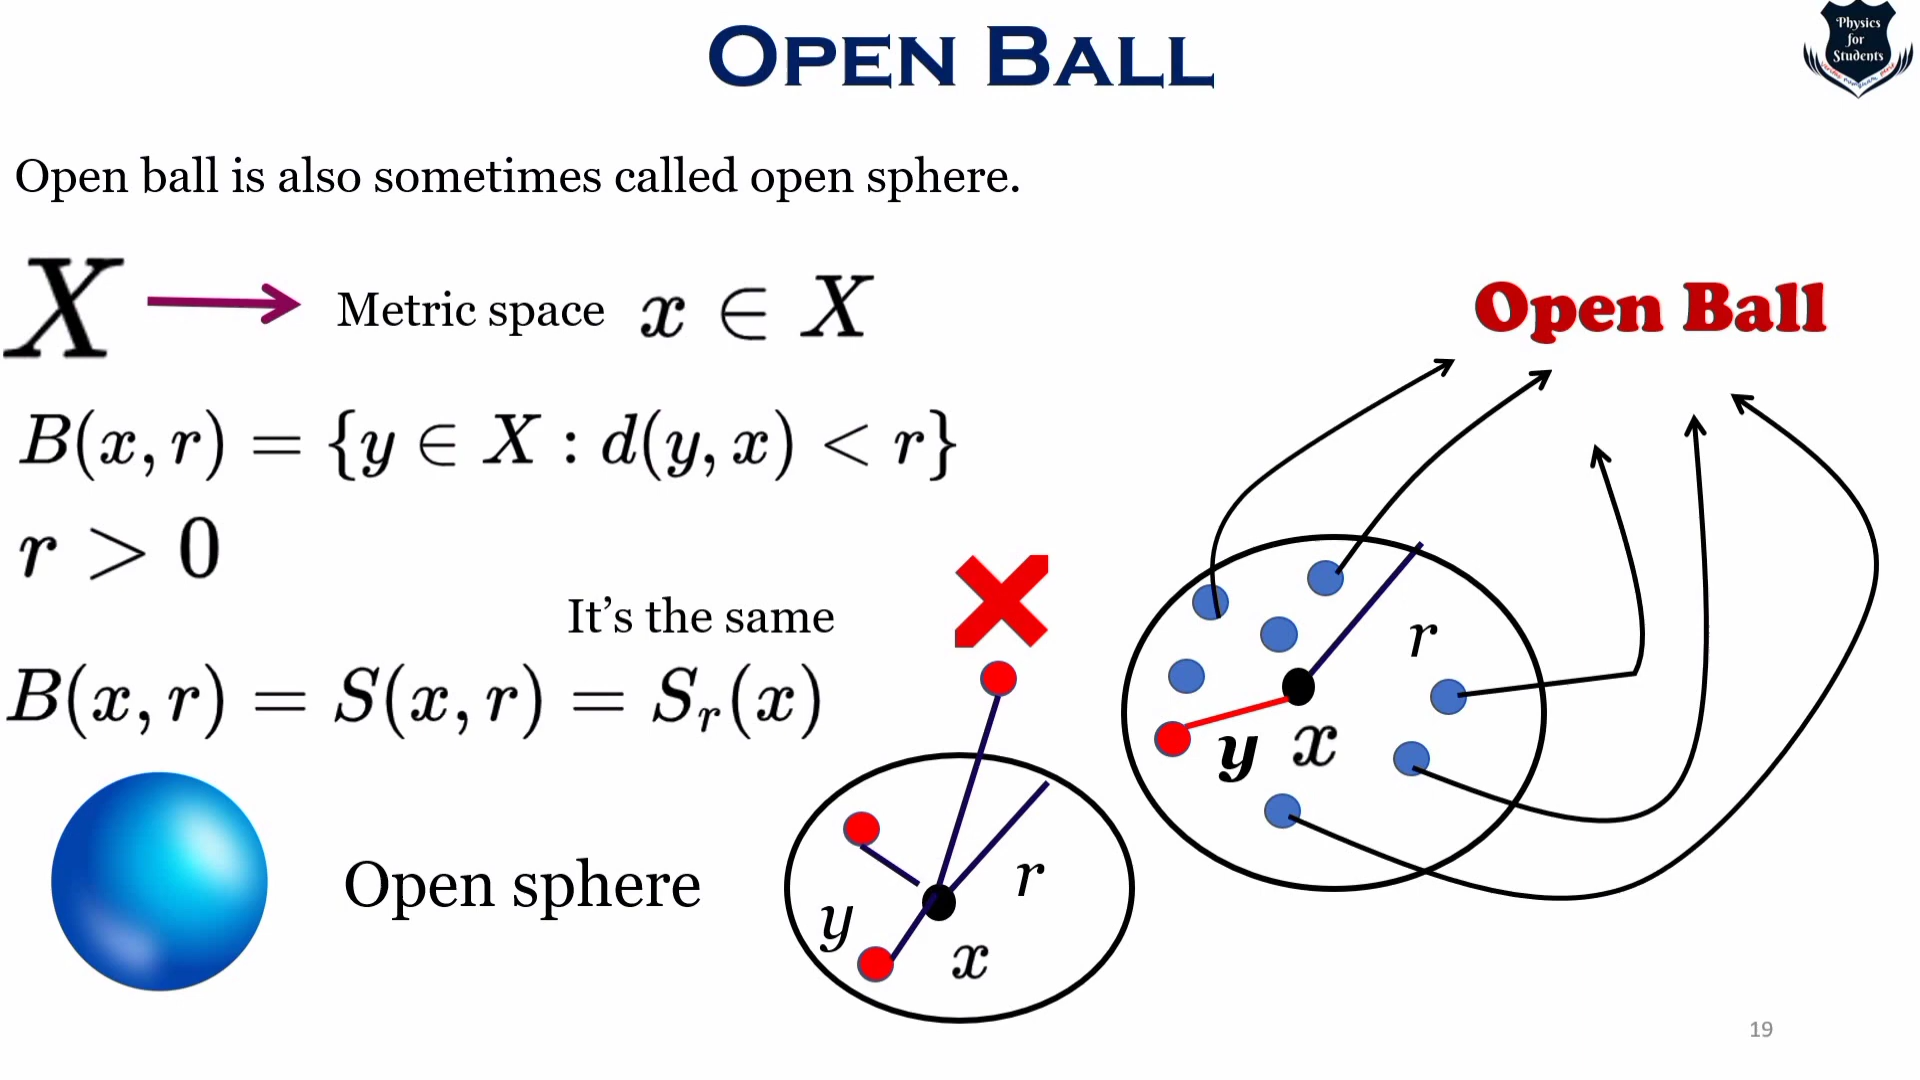 OPEN BALL
Physics
for
Students
Open ball is also sometimes called open sphere.
X Metric space x ∈ X
Open Ball
B(x, r) = {y ∈ X : d(y, x) < r}
r > 0
It’s the same
B(x, r) = S(x, r) = Sᵣ(x)
r
y x
Open sphere
r
y
x
19